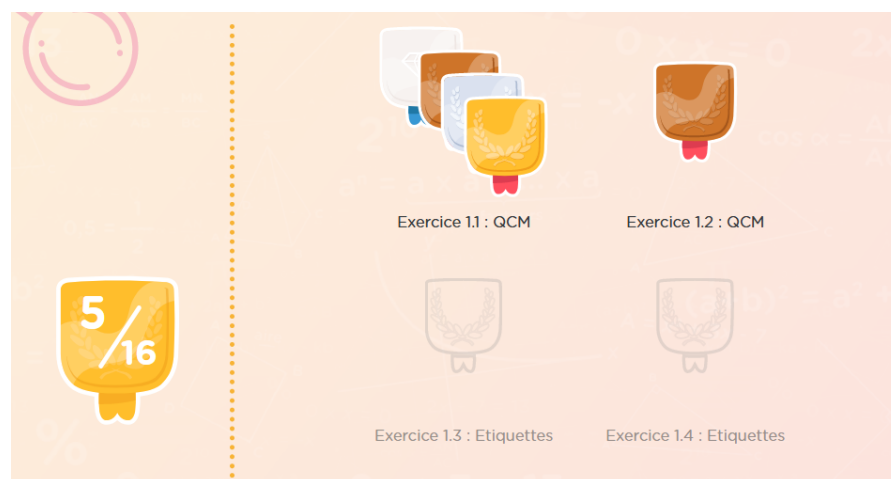 Exercice 1.1 : QCM
Exercice 1.2 : QCM
5/16
Exercice 1.3 : Etiquettes
Exercice 1.4 : Etiquettes